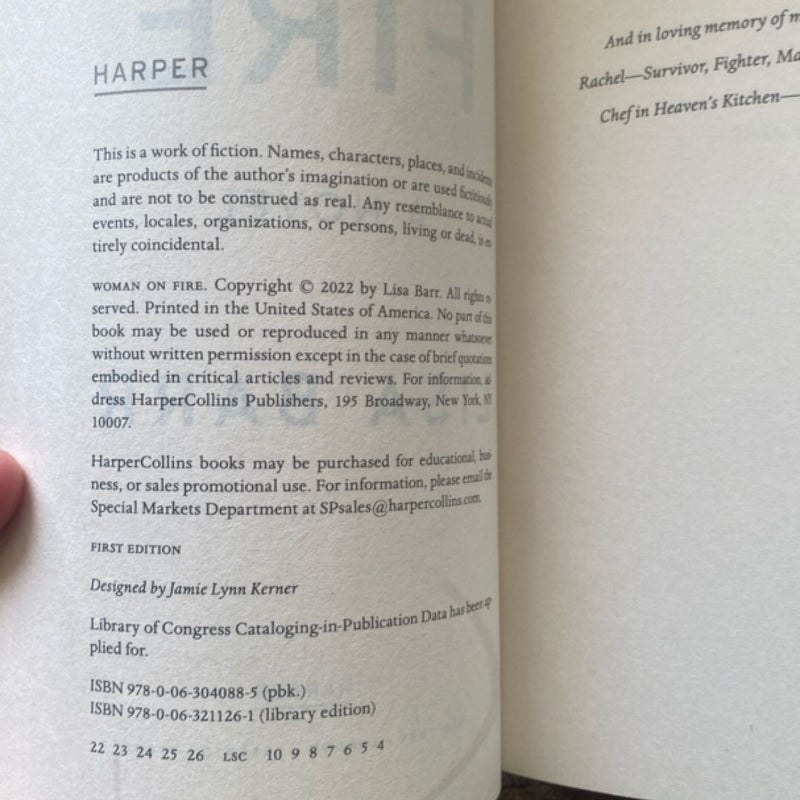 HARPER
This is a work of fiction. Names, characters, places, and incidents
are products of the author's imagination or are used fictitiously
and are not to be construed as real. Any resemblance to actual
events, locales, organizations, or persons, living or dead, is en-
tirely coincidental.
WOMAN ON FIRE. Copyright © 2022 by Lisa Barr. All rights re-
served. Printed in the United States of America. No part of this
book may be used or reproduced in any manner whatsoever
without written permission except in the case of brief quotations
embodied in critical articles and reviews. For information, ad-
dress HarperCollins Publishers, 195 Broadway, New York, NY
10007.
HarperCollins books may be purchased for educational, busi-
ness, or sales promotional use. For information, please email the
Special Markets Department at SPsales@harpercollins.com.
FIRST EDITION
Designed by Jamie Lynn Kerner
Library of Congress Cataloging-in-Publication Data has been ap-
plied for.
ISBN 978-0-06-304088-5 (pbk.)
ISBN 978-0-06-321126-1 (library edition)
22 23 24 25 26 LSC 10 9 8 7 6 5 4
And in loving memory of
Rachel—Survivor, Fighter,
Chef in Heaven's Kitchen—